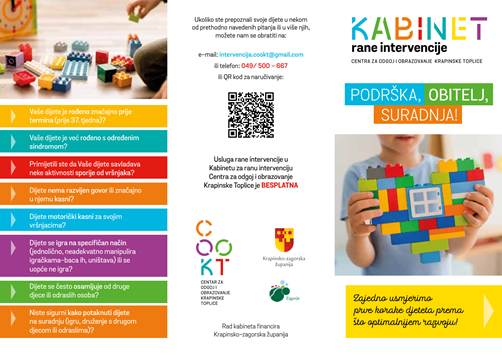 Vaše dijete je rođeno značajno prije
termina (prije 37. tjedna)?
Vaše dijete je već rođeno s određenim
sindromom?
Primijetili ste da Vaše dijete savladava
neke aktivnosti sporije od vršnjaka?
Dijete nema razvijen govor ili značajno
u njemu kasni?
Dijete motorički kasni za svojim
vršnjacima?
Dijete se igra na specifičan način
(jednolično, neadekvatno manipulira
igračkama–baca ih, uništava) ili se
uopće ne igra?
Dijete se često osamljuje od druge
djece ili odraslih osoba?
Niste sigurni kako potaknuti dijete
na suradnju (igru, druženje s drugom
djecom ili odraslima)?
Ukoliko ste prepoznali svoje dijete u nekom
od prethodno navedenih pitanja ili u više njih,
možete nam se obratiti na:
e-mail: intervencija.cookt@gmail.com
ili telefon: 049/ 500 – 667
ili QR kod za naručivanje:
Usluga rane intervencije u
Kabinetu za ranu intervenciju
Centra za odgoj i obrazovanje
Krapinske Toplice je BESPLATNA
COOKT
CENTAR ZA
ODGOJ I
OBRAZOVANJE
KRAPINSKE
TOPLICE
Krapinsko-zagorska
županija
Zagorje
Rad kabineta financira
Krapinsko-zagorska županija
KABINET
rane intervencije
CENTRA ZA ODGOJ I OBRAZOVANJE KRAPINSKE TOPLICE
PODRŠKA, OBITELJ,
SURADNJA!
Zajedno usmjerimo
prve korake djeteta prema
što optimalnijem razvoju!